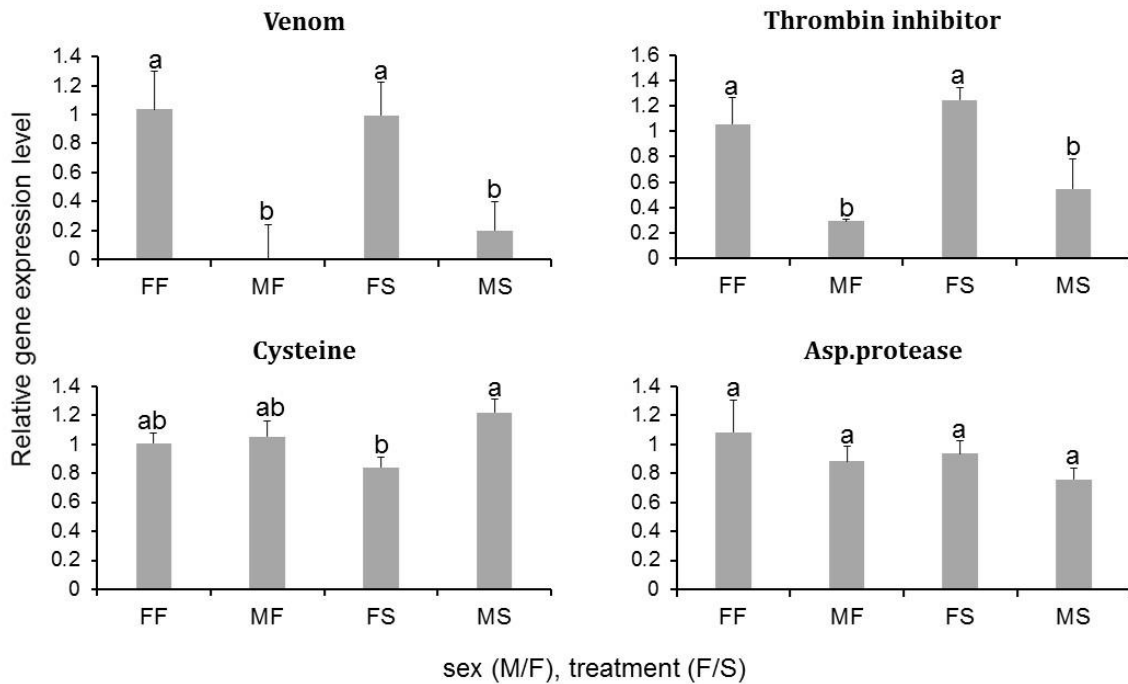 Venom
Thrombin inhibitor
Relative gene expression level
1.4
1.2
1
0.8
0.6
0.4
0.2
0
a
b
a
b
FF
MF
FS
MS
1.6
1.4
1.2
1
0.8
0.6
0.4
0.2
0
a
b
a
b
FF
MF
FS
MS
Cysteine
Asp.protease
1.4
1.2
1
0.8
0.6
0.4
0.2
0
ab
ab
b
a
FF
MF
FS
MS
1.4
1.2
1
0.8
0.6
0.4
0.2
0
a
a
a
a
FF
MF
FS
MS
sex (M/F), treatment (F/S)